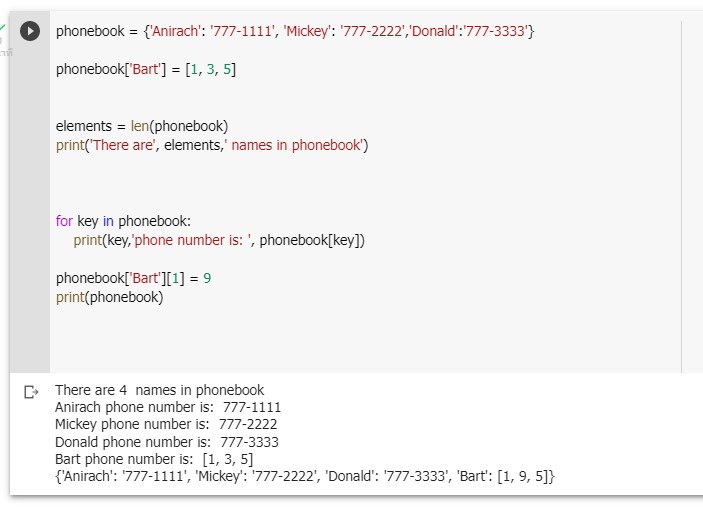 phonebook = {'Anirach': '777-1111', 'Mickey': '777-2222','Donald':'777-3333'}
phonebook['Bart'] = [1, 3, 5]
elements = len(phonebook)
print('There are', elements,' names in phonebook')
for key in phonebook:
    print(key,'phone number is: ', phonebook[key])
phonebook['Bart'][1] = 9
print(phonebook)
There are 4  names in phonebook
Anirach phone number is:  777-1111
Mickey phone number is:  777-2222
Donald phone number is:  777-3333
Bart phone number is:  [1, 3, 5]
{'Anirach': '777-1111', 'Mickey': '777-2222', 'Donald': '777-3333', 'Bart': [1, 9, 5]}